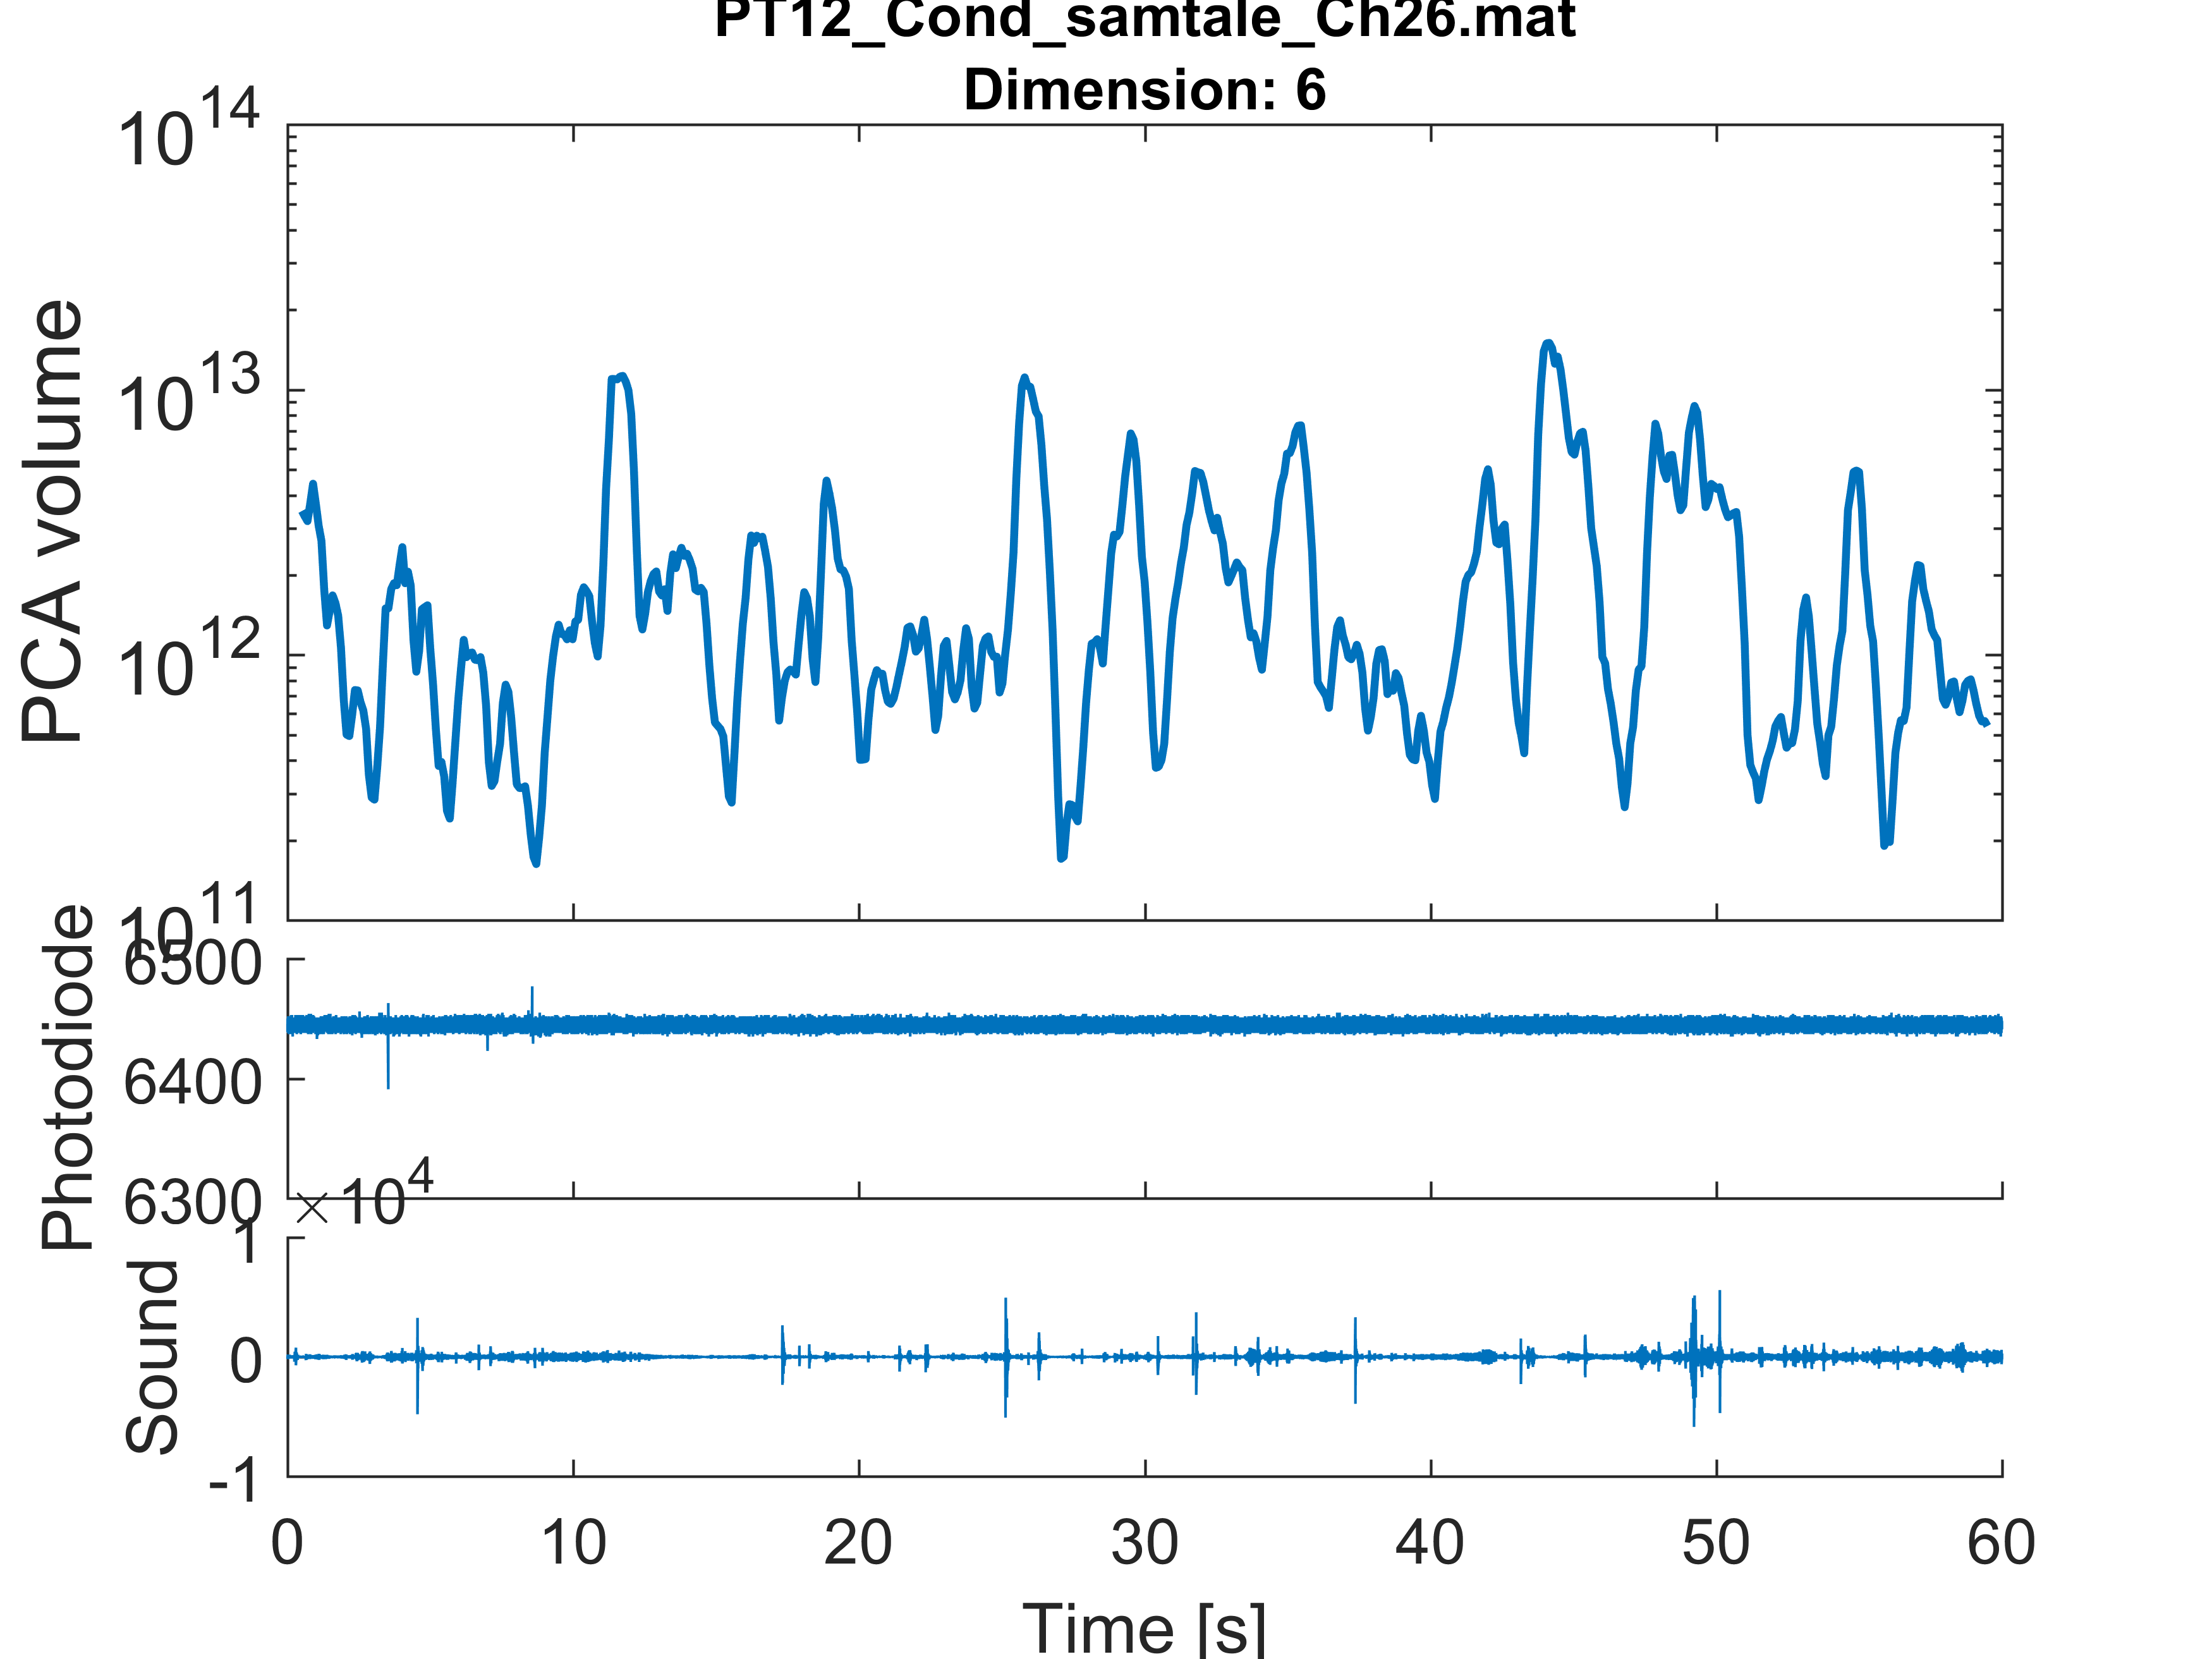 PT12_Cond_samtale_Ch26.mat
Dimension: 6
10^14
10^13
10^12
10^11
PCA volume
6500
6400
6300
Photodiode
×10^4
1
0
-1
Sound
0 10 20 30 40 50 60
Time [s]